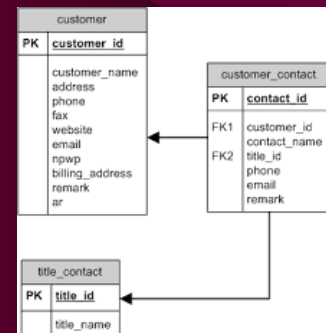 customer
PK customer_id
customer_name
address
phone
fax
website
email
npwp
billing_address
remark
ar
customer_contact
PK contact_id
FK1 customer_id
contact_name
FK2 title_id
phone
email
remark
title_contact
PK title_id
title_name